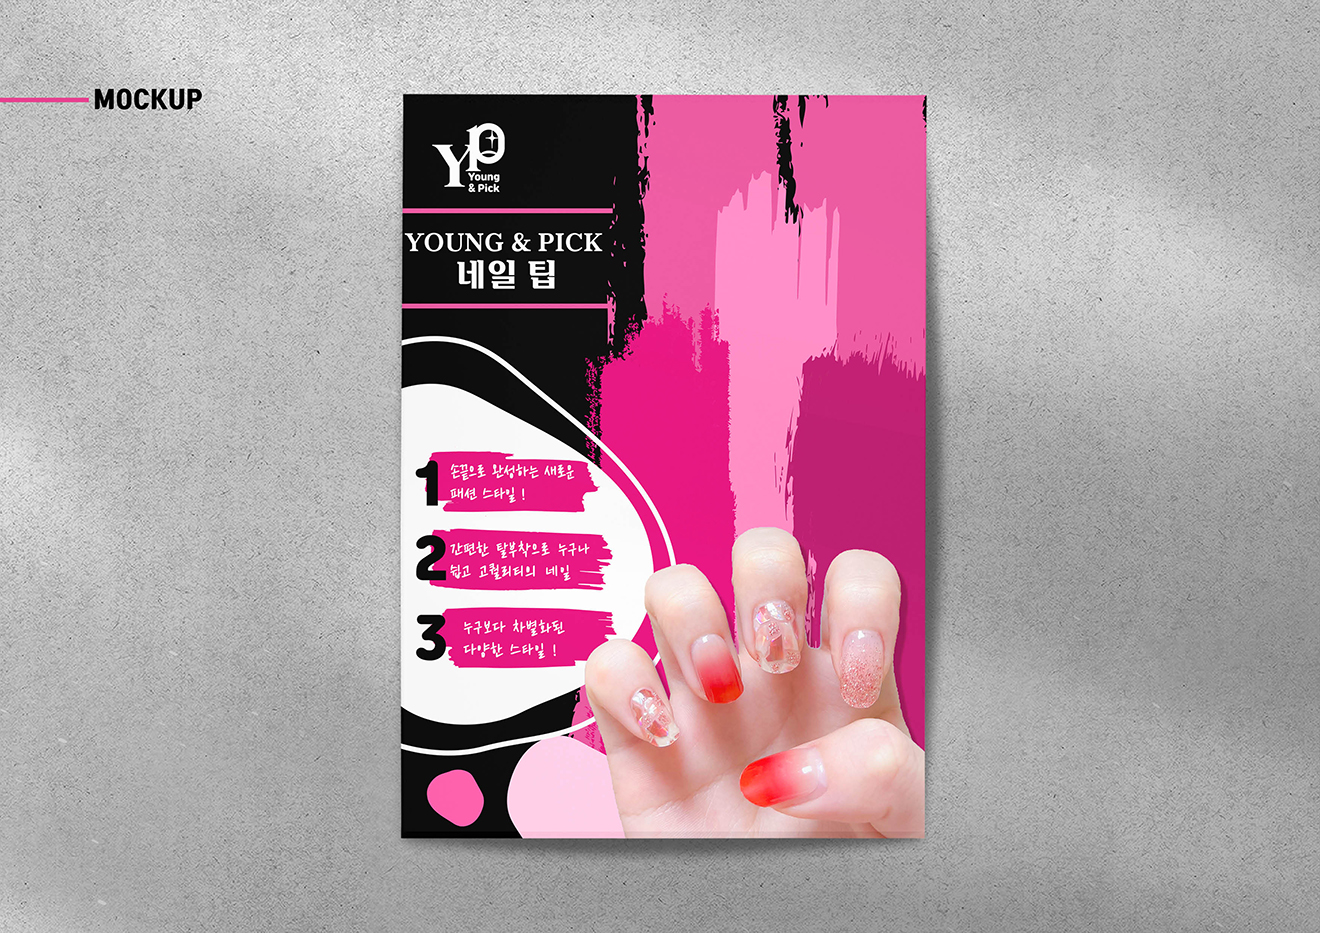 MOCKUP
YP
Young
& Pick
YOUNG & PICK
네일 팁
1 손끝으로 완성하는 새로운
패션 스타일 !
2 간편한 탈부착으로 누구나
쉽고 고퀄리티의 네일
3 누구보다 차별화된
다양한 스타일 !